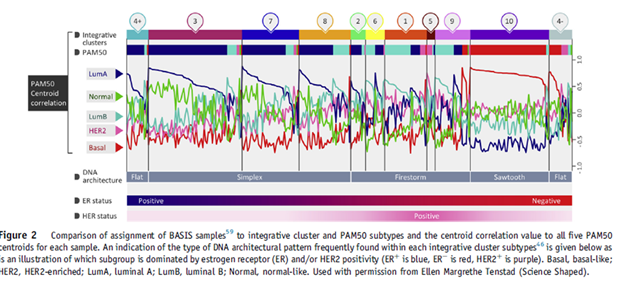 4+ 3 7 8 2 6 1 5 9 10 4-
Integrative
clusters
PAM50
PAM50
Centroid
correlation
LumA
Normal
LumB
HER2
Basal
1.0
0.5
0.0
-0.5
-1.0
DNA
architecture
Flat Simplex Firestorm Sawtooth Flat
ER status Positive Negative
HER status Positive
Figure 2 Comparison of assignment of BASIS samples59 to integrative cluster and PAM50 subtypes and the centroid correlation value to all five PAM50
centroids for each sample. An indication of the type of DNA architectural pattern frequently found within each integrative cluster subtypes46 is given below as
is an illustration of which subgroup is dominated by estrogen receptor (ER) and/or HER2 positivity (ER+ is blue, ER− is red, HER2+ is purple). Basal, basal-like;
HER2, HER2-enriched; LumA, luminal A; LumB, luminal B; Normal, normal-like. Used with permission from Ellen Margrethe Tenstad (Science Shaped).